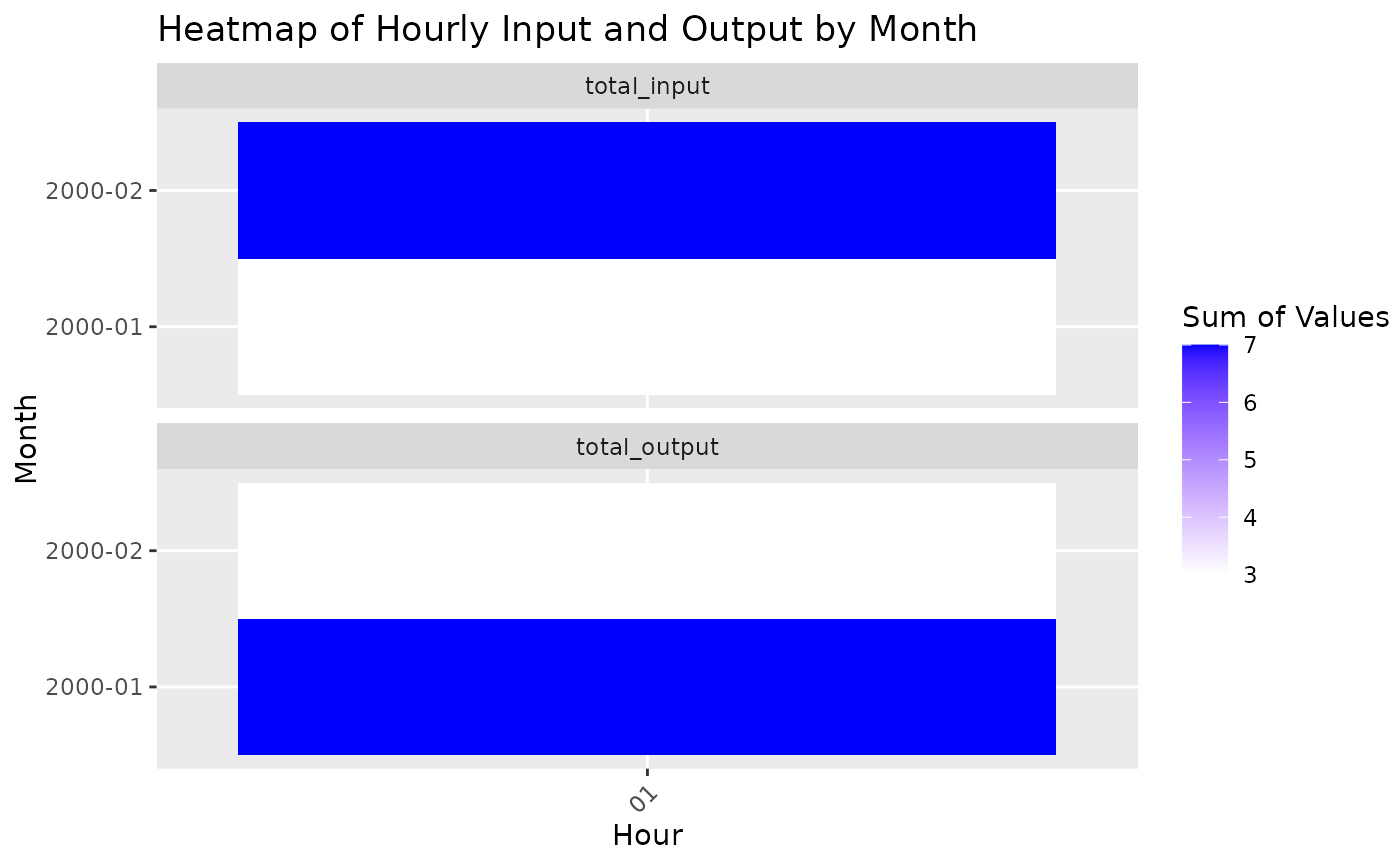 Heatmap of Hourly Input and Output by Month
total_input
2000-02
2000-01
total_output
2000-02
2000-01
Month
01
Hour
Sum of Values
7
6
5
4
3